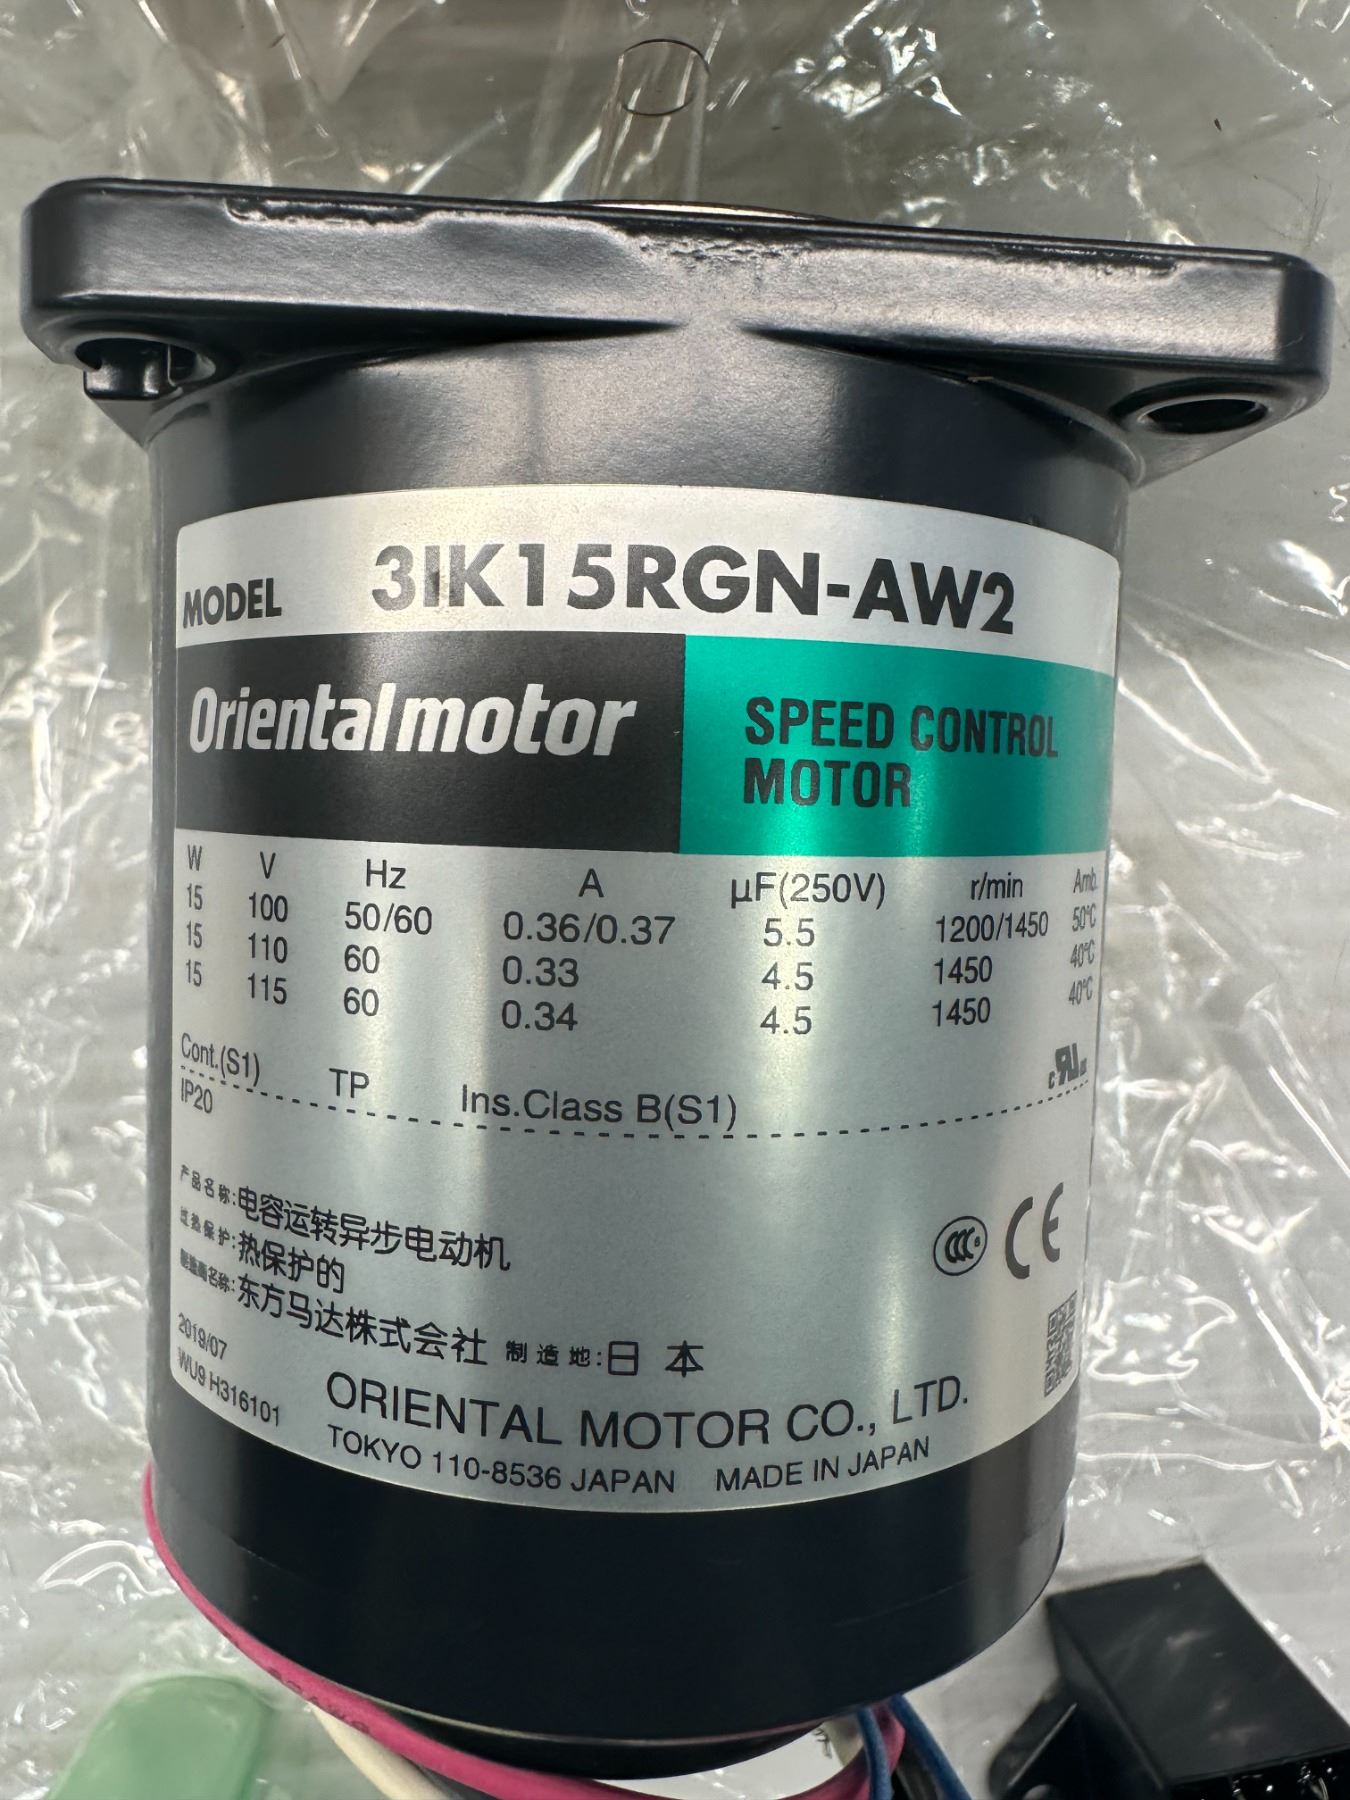 MODEL 3IK15RGN-AW2
Orientalmotor
SPEED CONTROL
MOTOR
W V Hz A μF(250V) r/min Amb.
15 100 50/60 0.36/0.37 5.5 1200/1450 50℃
15 110 60 0.33 4.5 1450 40℃
15 115 60 0.34 4.5 1450 40℃
Cont.(S1) TP Ins.Class B(S1)
IP20
产品名称:电容运转异步电动机
过热保护:热保护的
制造商名称:东方马达株式会社 制造地:日本
2019/07
WU9 H316101
ORIENTAL MOTOR CO., LTD.
TOKYO 110-8536 JAPAN MADE IN JAPAN
c RU us
CCC
CE